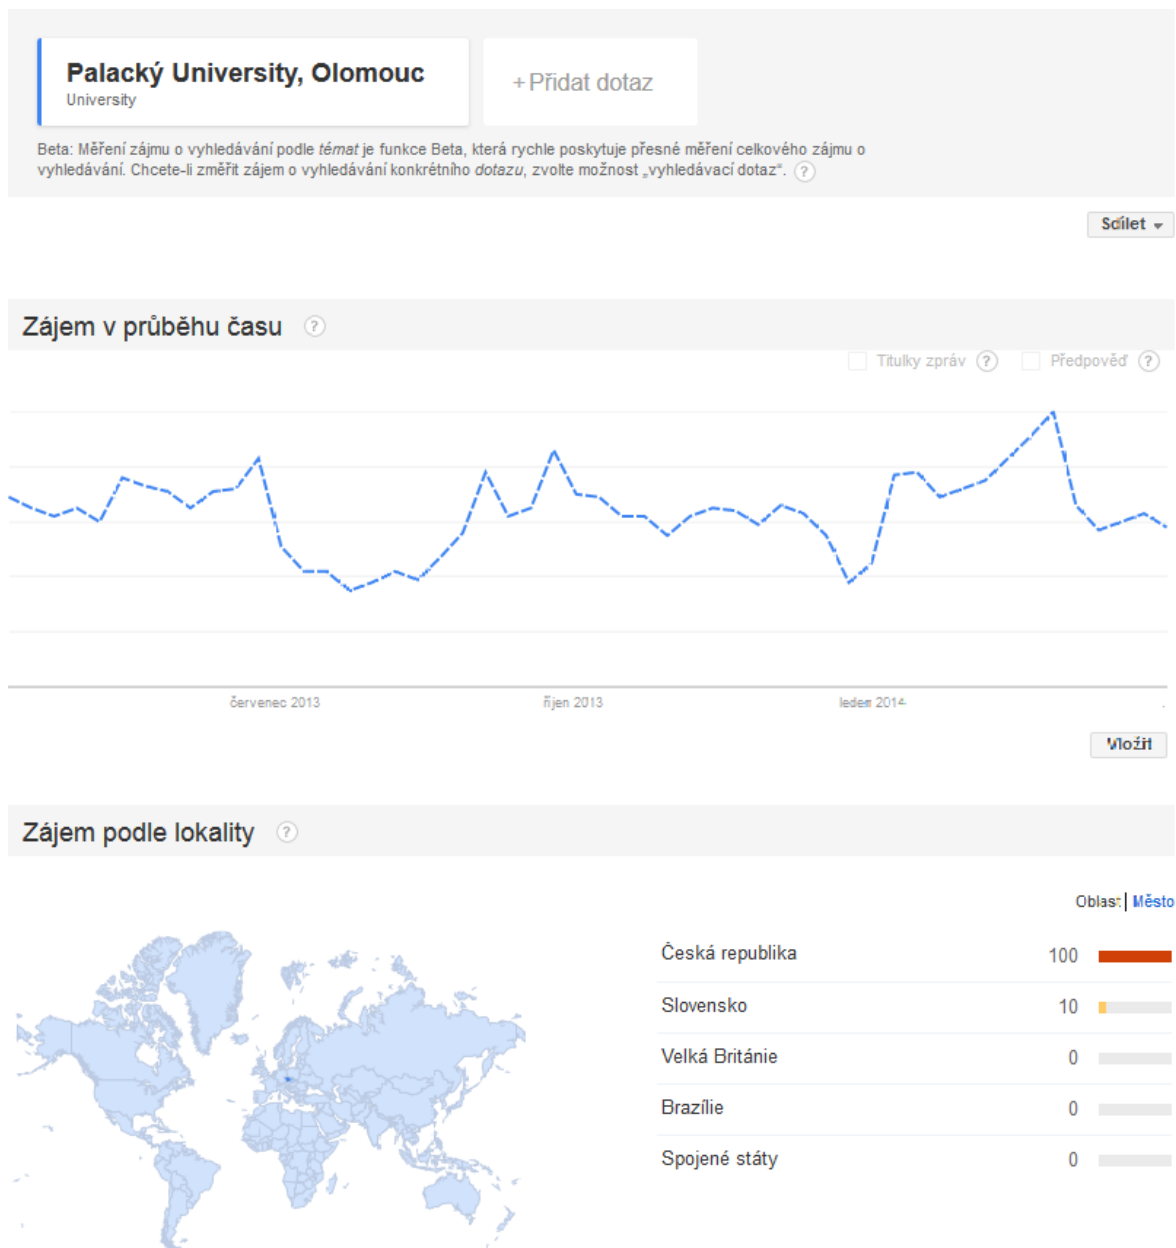 Palacký University, Olomouc
University
+Přidat dotaz
Beta: Měření zájmu o vyhledávání podle témat je funkce Beta, která rychle poskytuje přesné měření celkového zájmu o
vyhledávání. Chcete-li změřit zájem o vyhledávání konkrétního dotazu, zvolte možnost „vyhledávací dotaz“. ?
Sdílet
Zájem v průběhu času ?
Titulky zpráv ? Předpověď ?
červenec 2013 říjen 2013 leden 2014
Vložit
Zájem podle lokality ?
Oblast | Město
Česká republika 100
Slovensko 10
Velká Británie 0
Brazílie 0
Spojené státy 0